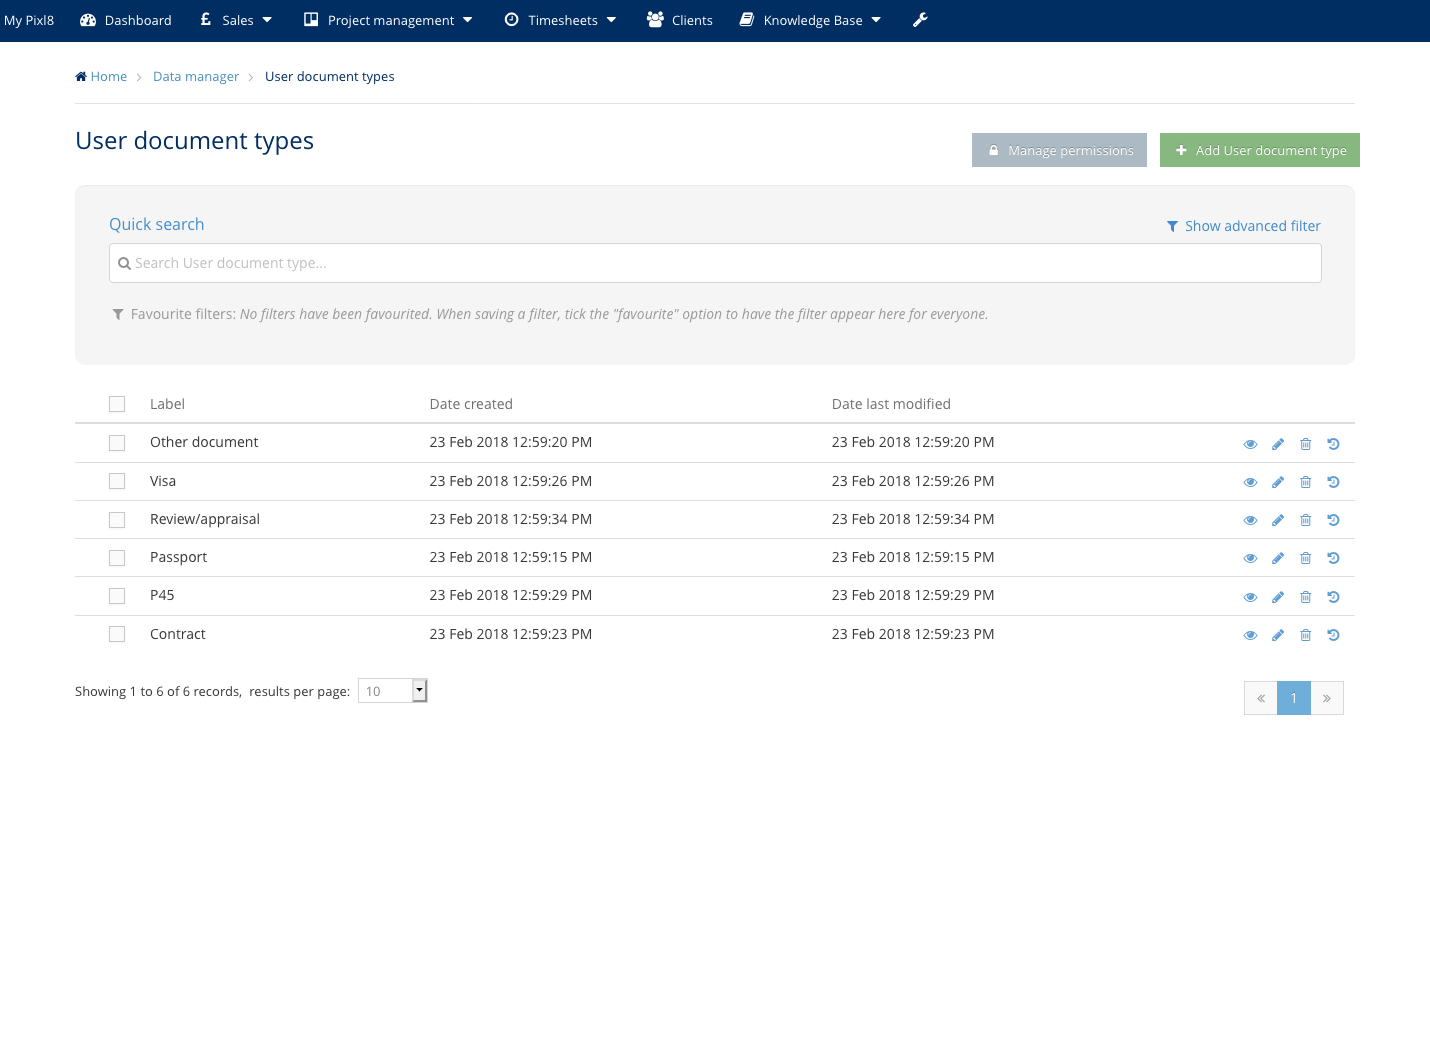 My Pixl8 Dashboard Sales Project management Timesheets Clients Knowledge Base
Home Data manager User document types
User document types
Manage permissions Add User document type
Quick search
Show advanced filter
Search User document type...
Favourite filters: No filters have been favourited. When saving a filter, tick the "favourite" option to have the filter appear here for everyone.
Label Date created Date last modified
Other document 23 Feb 2018 12:59:20 PM 23 Feb 2018 12:59:20 PM
Visa 23 Feb 2018 12:59:26 PM 23 Feb 2018 12:59:26 PM
Review/appraisal 23 Feb 2018 12:59:34 PM 23 Feb 2018 12:59:34 PM
Passport 23 Feb 2018 12:59:15 PM 23 Feb 2018 12:59:15 PM
P45 23 Feb 2018 12:59:29 PM 23 Feb 2018 12:59:29 PM
Contract 23 Feb 2018 12:59:23 PM 23 Feb 2018 12:59:23 PM
Showing 1 to 6 of 6 records, results per page: 10
« 1 »